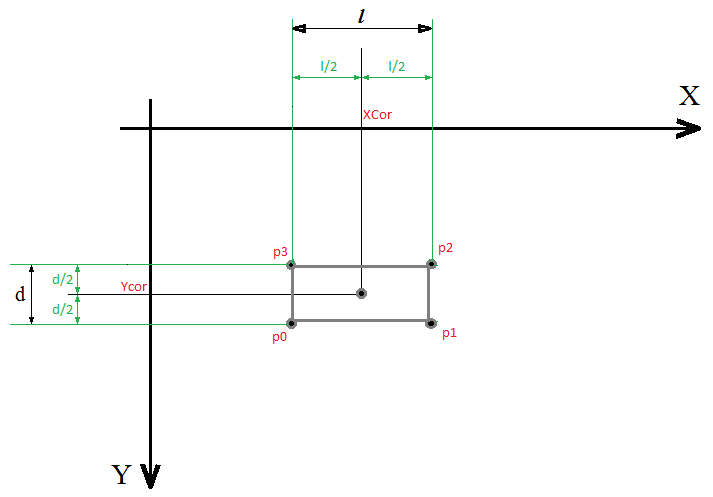 l
l/2 l/2
X
XCor
p3 p2
d/2
d Ycor
d/2
p0 p1
Y